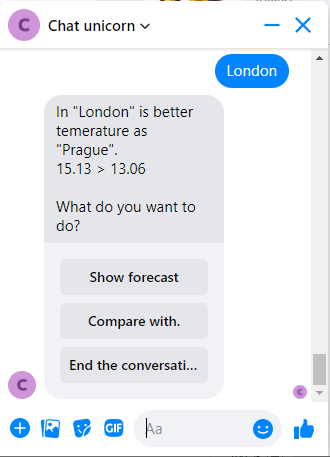 C Chat unicorn
London
In "London" is better
temerature as
"Prague".
15.13 > 13.06
What do you want to
do?
Show forecast
Compare with.
End the conversati...
C
C
GIF
Aa